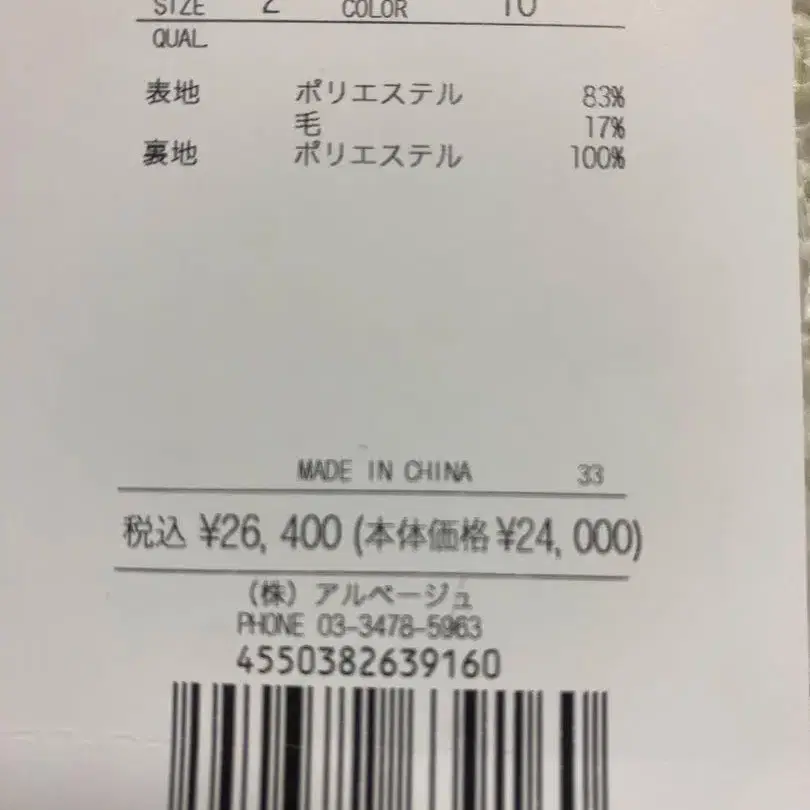 SIZE 2 COLOR 10
QUAL
表地 ポリエステル 83%
毛 17%
裏地 ポリエステル 100%
MADE IN CHINA 33
税込 ¥26,400 (本体価格 ¥24,000)
(株) アルページュ
PHONE 03-3478-5963
4550382639160